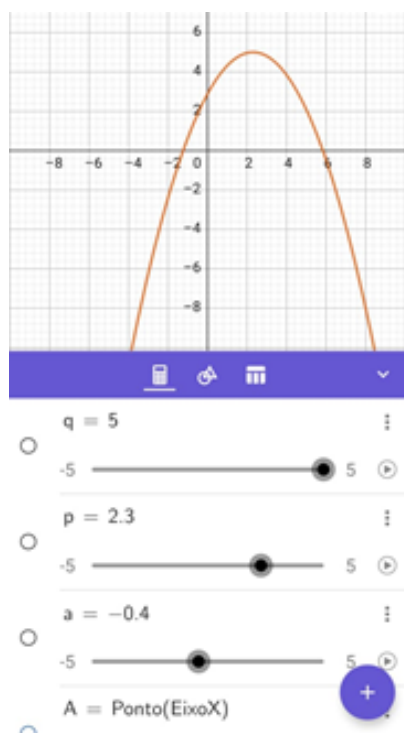 6
4
2
-8 -6 -4 -2 0 2 4 6 8
-2
-4
-6
-8
q = 5
-5 5
p = 2.3
-5 5
a = −0.4
-5 5
+
A = Ponto(EixoX)